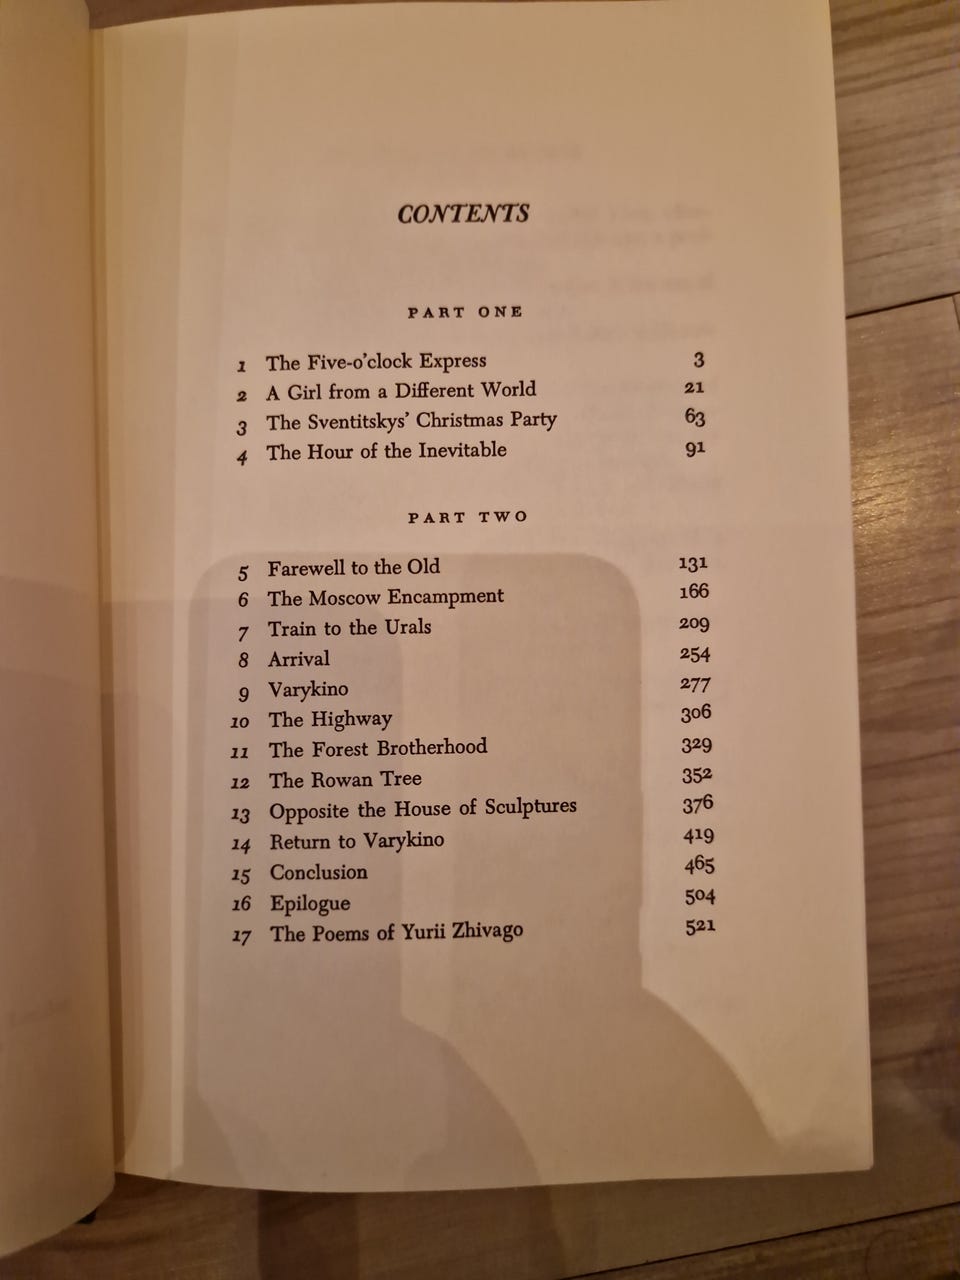 CONTENTS
PART ONE
1 The Five-o'clock Express 3
2 A Girl from a Different World 21
3 The Sventitskys' Christmas Party 63
4 The Hour of the Inevitable 91
PART TWO
5 Farewell to the Old 131
6 The Moscow Encampment 166
7 Train to the Urals 209
8 Arrival 254
9 Varykino 277
10 The Highway 306
11 The Forest Brotherhood 329
12 The Rowan Tree 352
13 Opposite the House of Sculptures 376
14 Return to Varykino 419
15 Conclusion 465
16 Epilogue 504
17 The Poems of Yurii Zhivago 521